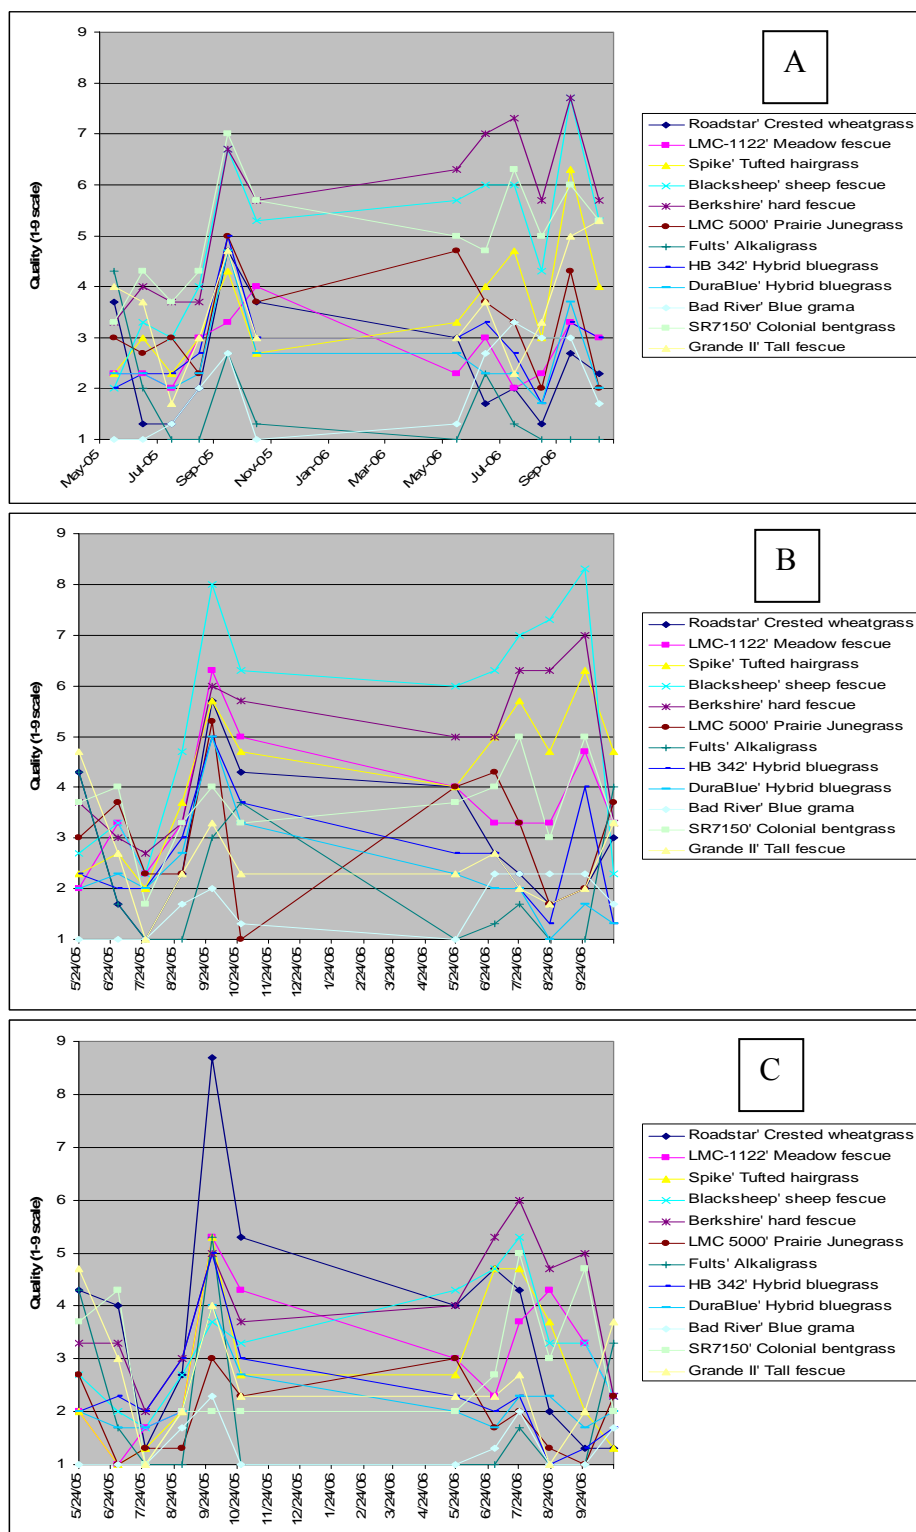 A
9
8
7
6
5
4
3
2
1
Quality (1-9 scale)
May-05
Jul-05
Sep-05
Nov-05
Jan-06
Mar-06
May-06
Jul-06
Sep-06
Roadstar' Crested wheatgrass
LMC-1122' Meadow fescue
Spike' Tufted hairgrass
Blacksheep' sheep fescue
Berkshire' hard fescue
LMC 5000' Prairie Junegrass
Fults' Alkaligrass
HB 342' Hybrid bluegrass
DuraBlue' Hybrid bluegrass
Bad River' Blue grama
SR7150' Colonial bentgrass
Grande II' Tall fescue
B
9
8
7
6
5
4
3
2
1
Quality (1-9 scale)
5/24/05
6/24/05
7/24/05
8/24/05
9/24/05
10/24/05
11/24/05
12/24/05
1/24/06
2/24/06
3/24/06
4/24/06
5/24/06
6/24/06
7/24/06
8/24/06
9/24/06
Roadstar' Crested wheatgrass
LMC-1122' Meadow fescue
Spike' Tufted hairgrass
Blacksheep' sheep fescue
Berkshire' hard fescue
LMC 5000' Prairie Junegrass
Fults' Alkaligrass
HB 342' Hybrid bluegrass
DuraBlue' Hybrid bluegrass
Bad River' Blue grama
SR7150' Colonial bentgrass
Grande II' Tall fescue
C
9
8
7
6
5
4
3
2
1
Quality (1-9 scale)
5/24/05
6/24/05
7/24/05
8/24/05
9/24/05
10/24/05
11/24/05
12/24/05
1/24/06
2/24/06
3/24/06
4/24/06
5/24/06
6/24/06
7/24/06
8/24/06
9/24/06
Roadstar' Crested wheatgrass
LMC-1122' Meadow fescue
Spike' Tufted hairgrass
Blacksheep' sheep fescue
Berkshire' hard fescue
LMC 5000' Prairie Junegrass
Fults' Alkaligrass
HB 342' Hybrid bluegrass
DuraBlue' Hybrid bluegrass
Bad River' Blue grama
SR7150' Colonial bentgrass
Grande II' Tall fescue